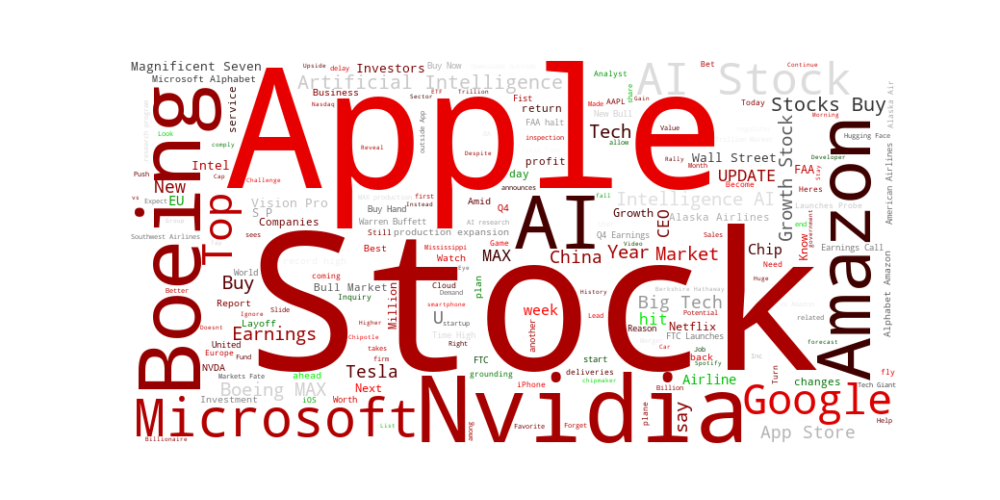 Magnificent Seven
Microsoft Alphabet
Boeing
service
Apple
Upside
delay
Investors
Buy Now
Artificial Intelligence
AI Stock
Analyst
share
Bet
Continue
Nasdaq
Business
ETF
Trillion
Sector
Fist
return
FAA halt
inspection
Made
AAPL
Gain
New Bull
Today
Stocks Buy
Morning
Alaska Air
Hugging Face
Look
comply
Intel
Cap
Reveal
Despite
outside App
Tech
allow
Value
Rally
Month
Wall Street
Growth Stock
Developer
Stay
Push
New
Challenge
profit
day
UPDATE
Become
FAA
Heres
vs
Expect
EU
Vision Pro
S P
Companies
Top
Buy Hand
Warren Buffett
first
Instead
announces
Amid
Q4
AI
fall
Intelligence AI
Growth
Alaska Airlines
CEO
Amazon
American Airlines
Southwest Airlines
sees
Still
production expansion
AI research
Q4 Earnings
Video
Sales
end
Know
government
World
Best
Mississippi
Game
Watch
MAX
China
Year
Market
Chip
Earnings Call
Better
Buy
coming
Cloud
Eye
Bull Market
Million
Demand
plan
Time High
History
Berkshire Hathaway
Need
Huge
Report
Inquiry
smartphone
Stock
week
Big Tech
Potential
Alphabet Amazon
Ignore
Slide
Layoff
U
startup
another
Lead
hit
related
Doesnt
Earnings
Higher
Chipotle
Right
Reason
Netflix
FTC Launches
Launches Probe
forecast
United
Europe
takes
firm
FTC
start
Job
back
Car
Inc
NVDA
Fund
Markets Fate
ahead
Tesla
grounding
deliveries
chipmaker
Spotify
Airline
Turn
changes
fly
Tech Giant
Boeing MAX
Investment
iOS
Worth
Next
iPhone
Billion
Microsoft
Nvidia
Google
List
Favorite
Forget
plane
say
App Store
Help
Billionaire
among